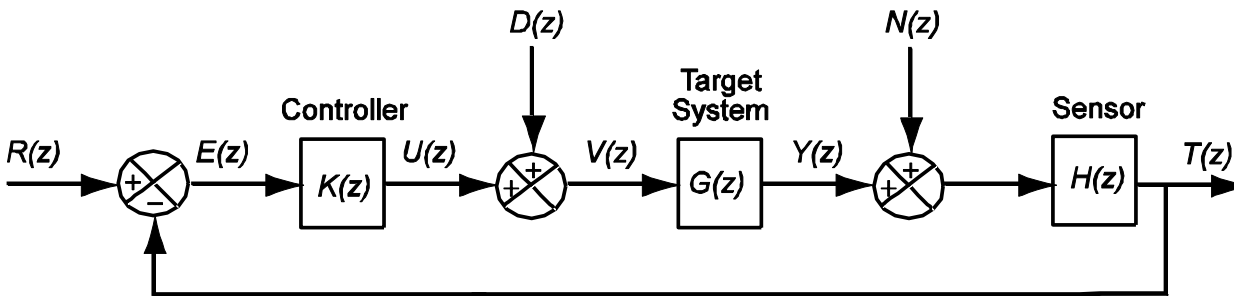 D(z)
N(z)
Target
System
Controller
Sensor
R(z)
E(z)
U(z)
V(z)
Y(z)
T(z)
K(z)
G(z)
H(z)
+
−
+
+
+
+